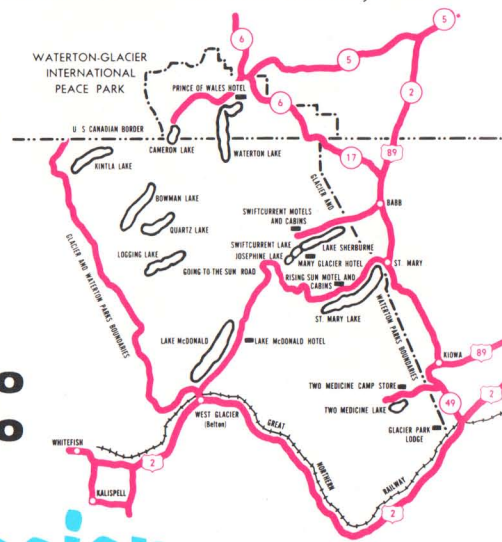 5
6
WATERTON-GLACIER
INTERNATIONAL
PEACE PARK
5
PRINCE OF WALES HOTEL
2
6
U S CANADIAN BORDER
CAMERON LAKE
WATERTON LAKE
89
17
KINTLA LAKE
GLACIER AND
BOWMAN LAKE
BABB
SWIFTCURRENT MOTELS
AND CABINS
QUARTZ LAKE
GLACIER AND WATERTON PARKS BOUNDARIES
SWIFTCURRENT LAKE
LAKE SHERBURNE
JOSEPHINE LAKE
MANY GLACIER HOTEL
LOGGING LAKE
ST. MARY
GOING TO THE SUN ROAD
RISING SUN MOTEL AND
CABINS
WATERTON PARKS BOUNDARIES
ST MARY LAKE
LAKE McDONALD
LAKE McDONALD HOTEL
89
KIOWA
TWO MEDICINE CAMP STORE
2
49
TWO MEDICINE LAKE
WEST GLACIER
(Belton)
GREAT
NORTHERN
RAILWAY
GLACIER PARK
LODGE
WHITEFISH
2
KALISPELL
2